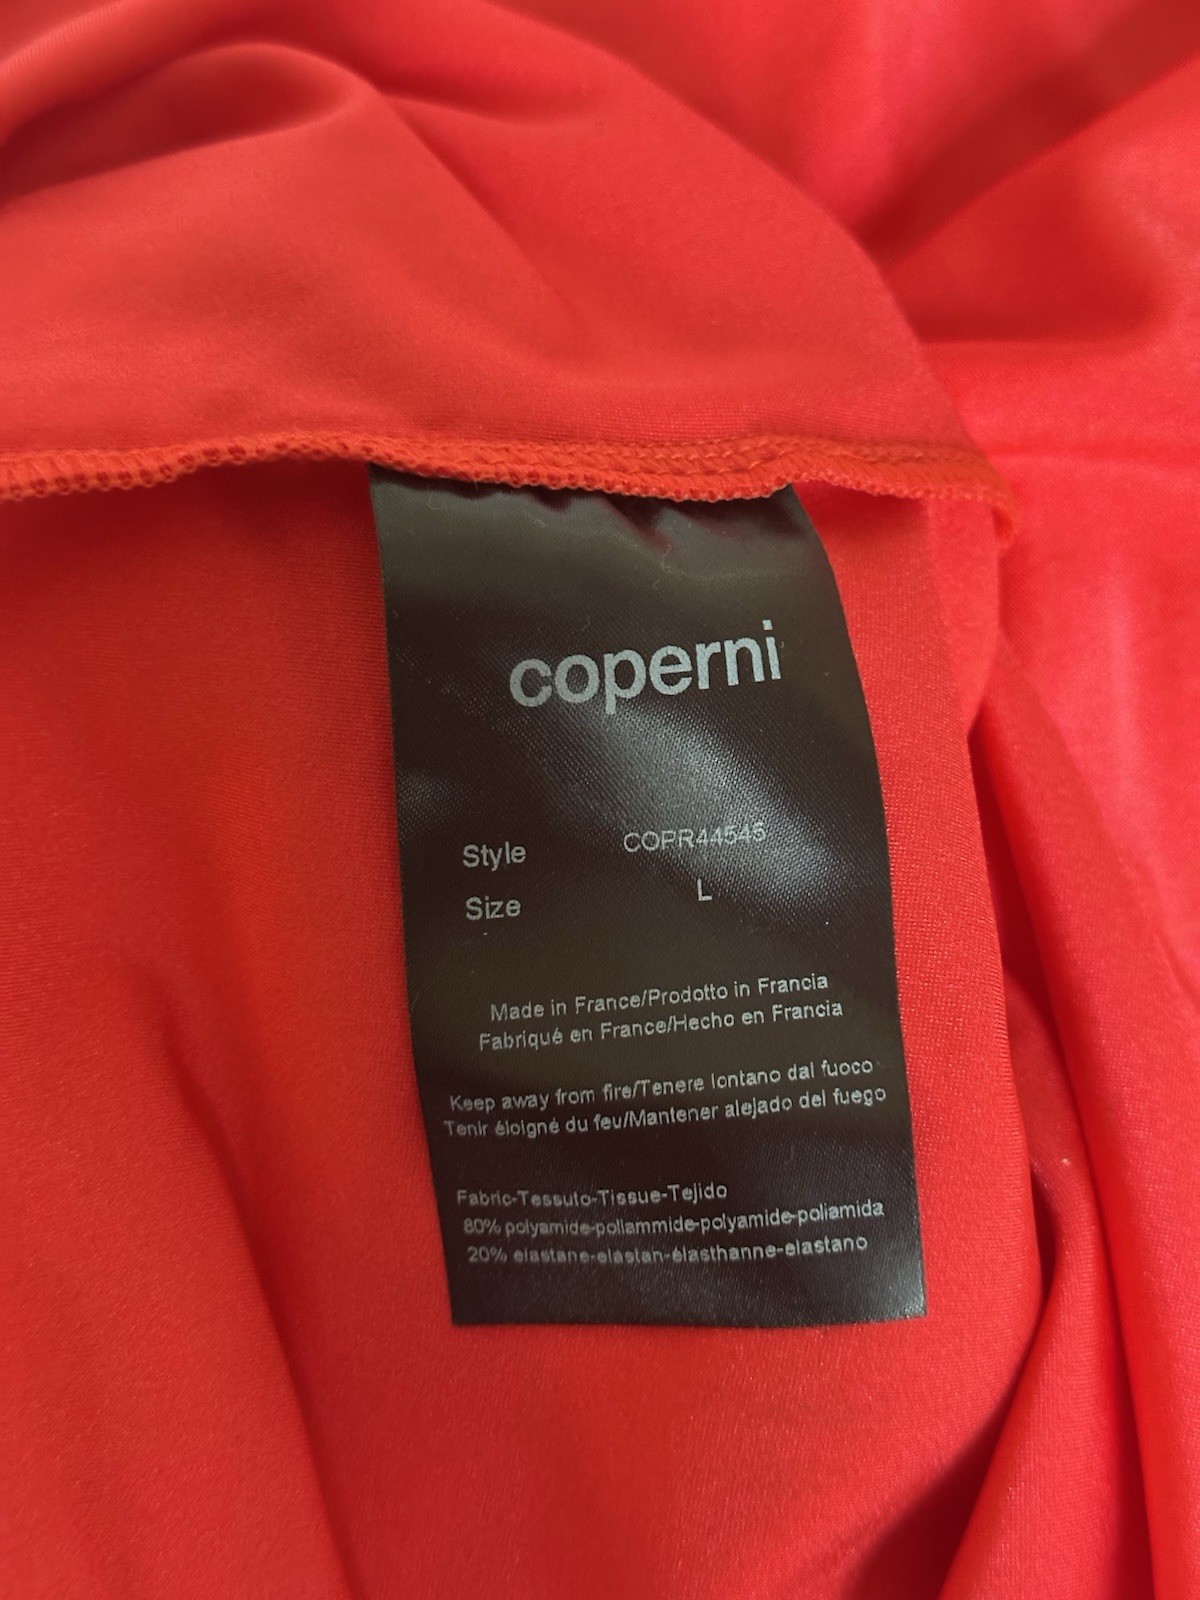 coperni
Style COPR44545
Size L
Made in France/Prodotto in Francia
Fabriqué en France/Hecho en Francia
Keep away from fire/Tenere lontano dal fuoco
Tenir éloigné du feu/Mantener alejado del fuego
Fabric-Tessuto-Tissue-Tejido
80% polyamide-poliammide-polyamide-poliamida
20% elastane-elastan-élasthanne-elastano